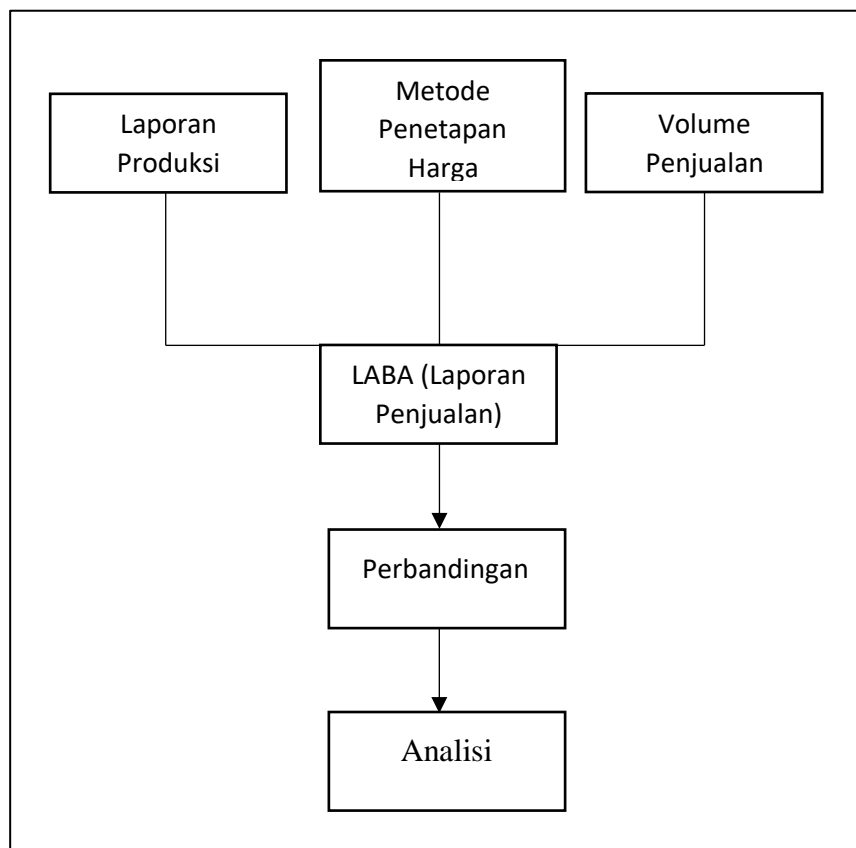 Laporan
Produksi
Metode
Penetapan
Harga
Volume
Penjualan
LABA (Laporan
Penjualan)
Perbandingan
Analisi